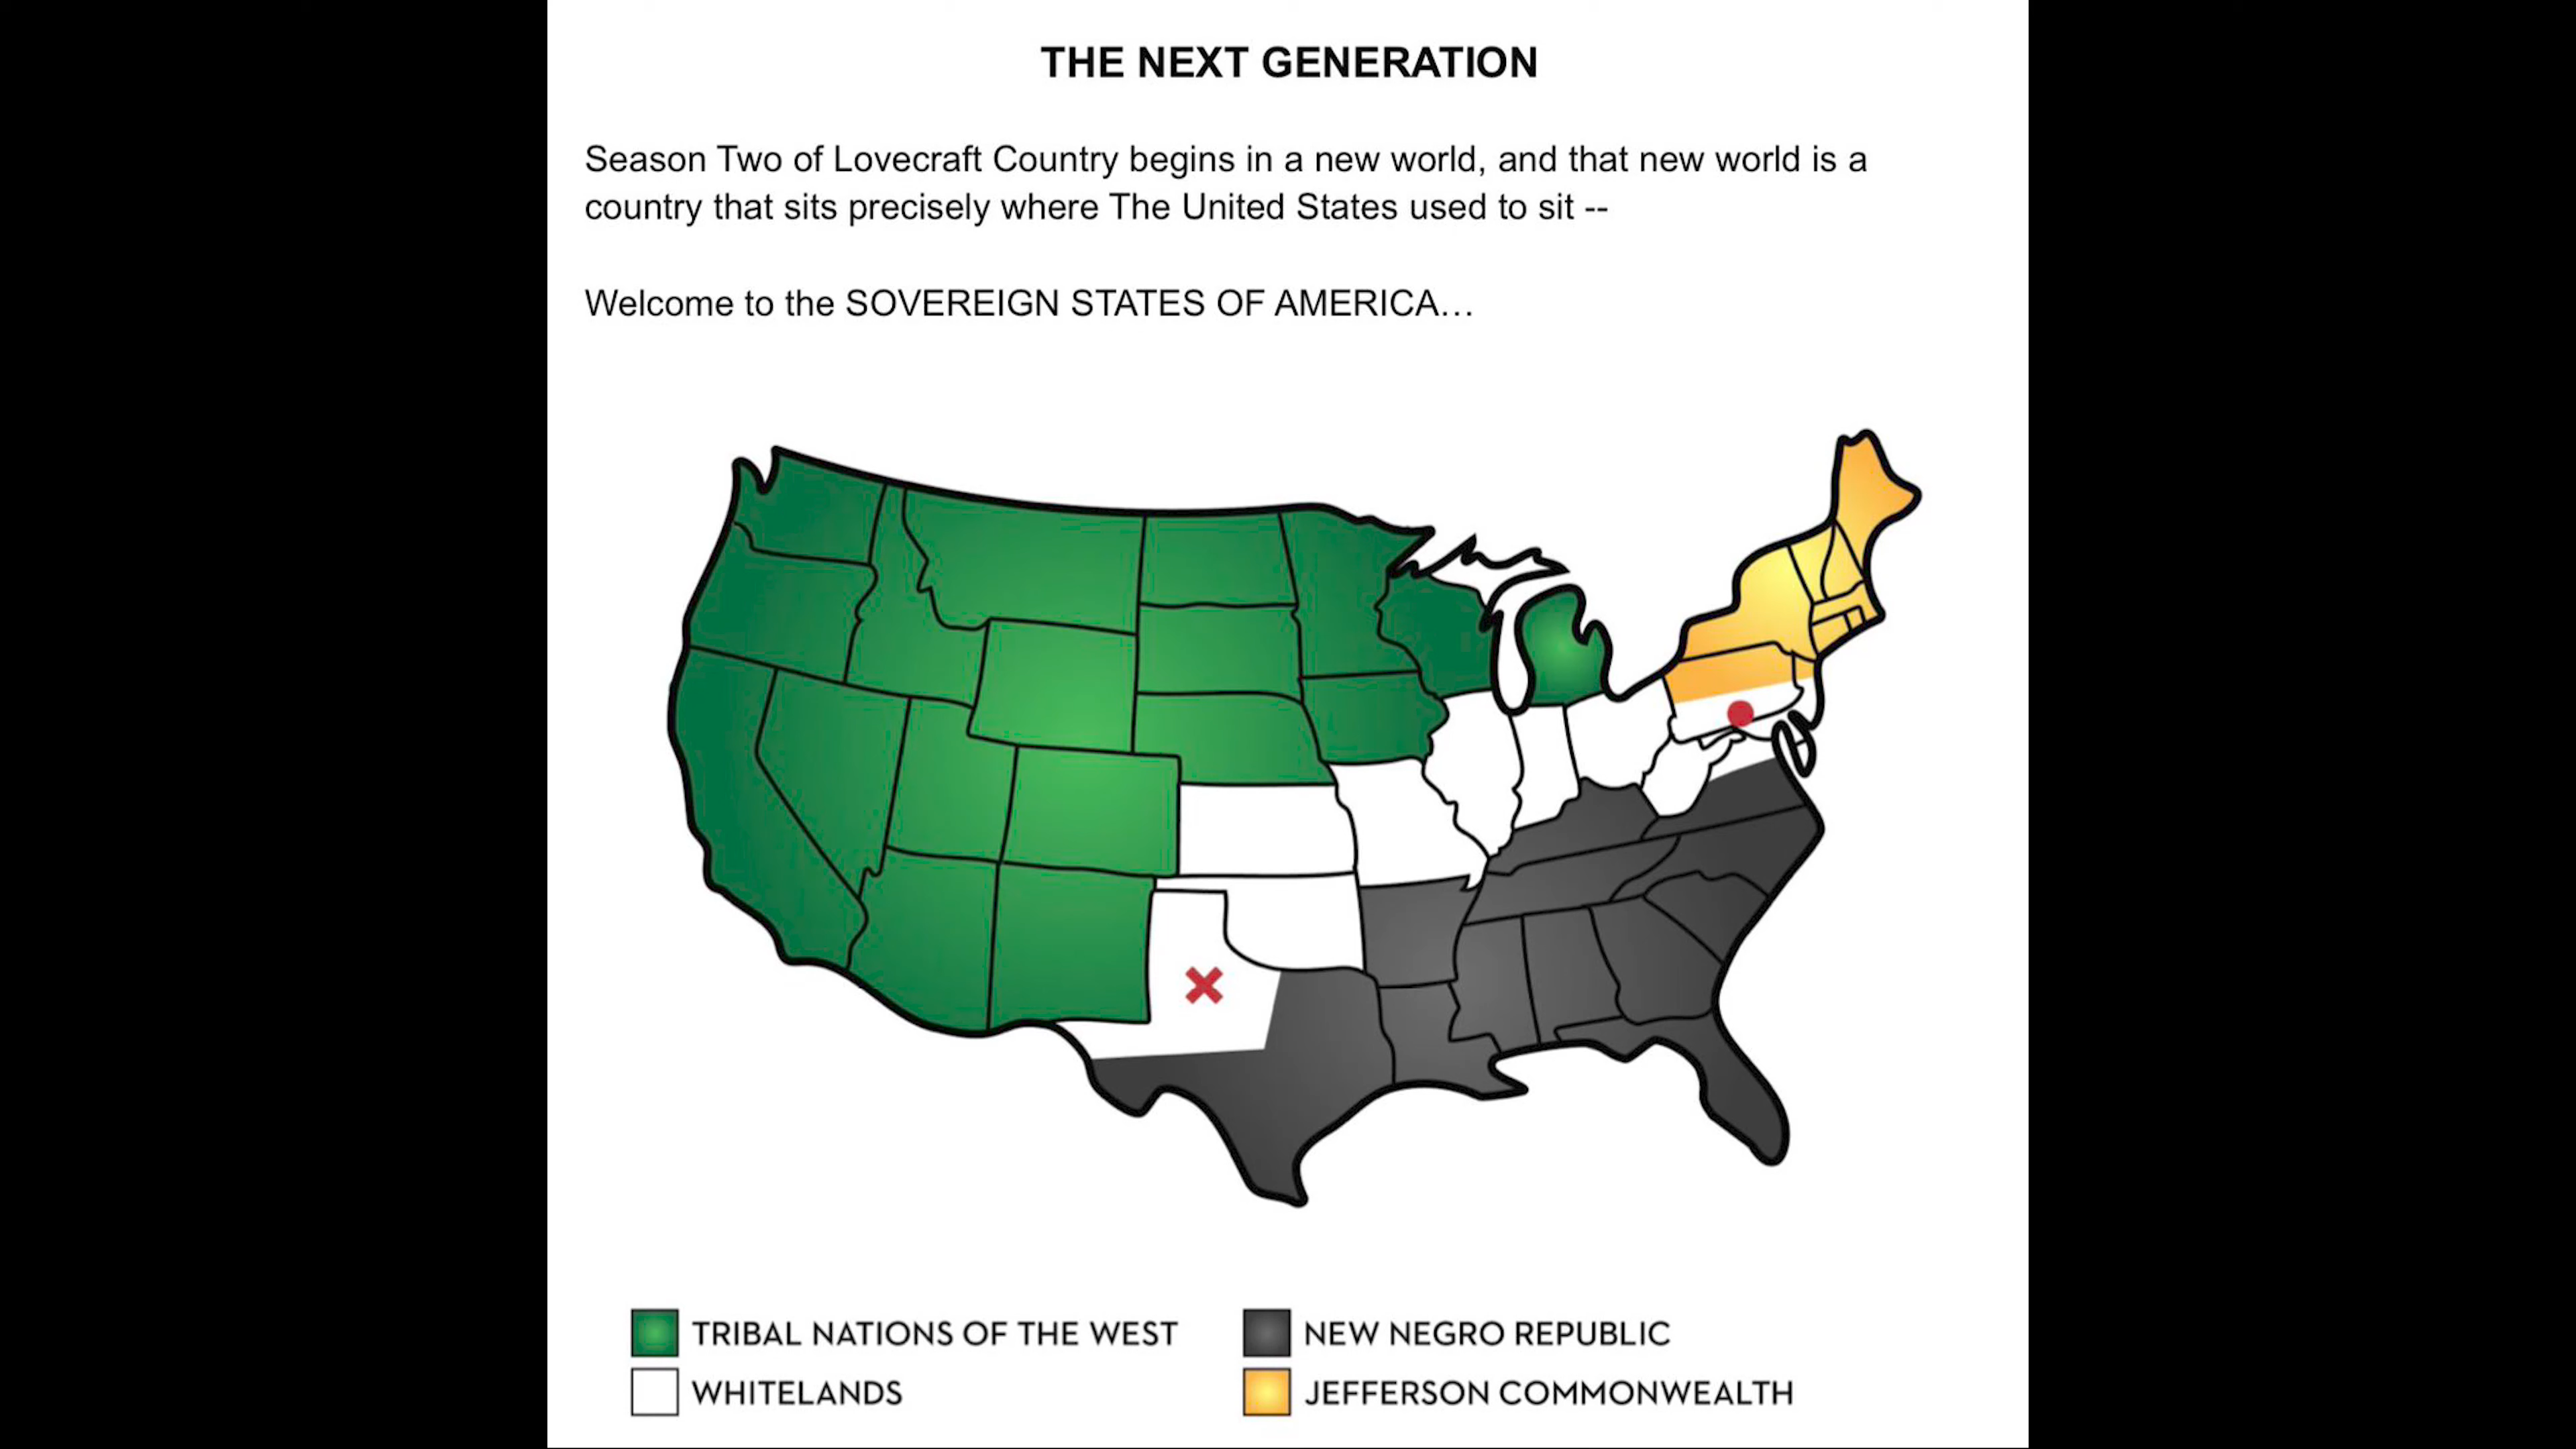 THE NEXT GENERATION
Season Two of Lovecraft Country begins in a new world, and that new world is a
country that sits precisely where The United States used to sit --
Welcome to the SOVEREIGN STATES OF AMERICA…
TRIBAL NATIONS OF THE WEST
NEW NEGRO REPUBLIC
WHITELANDS
JEFFERSON COMMONWEALTH